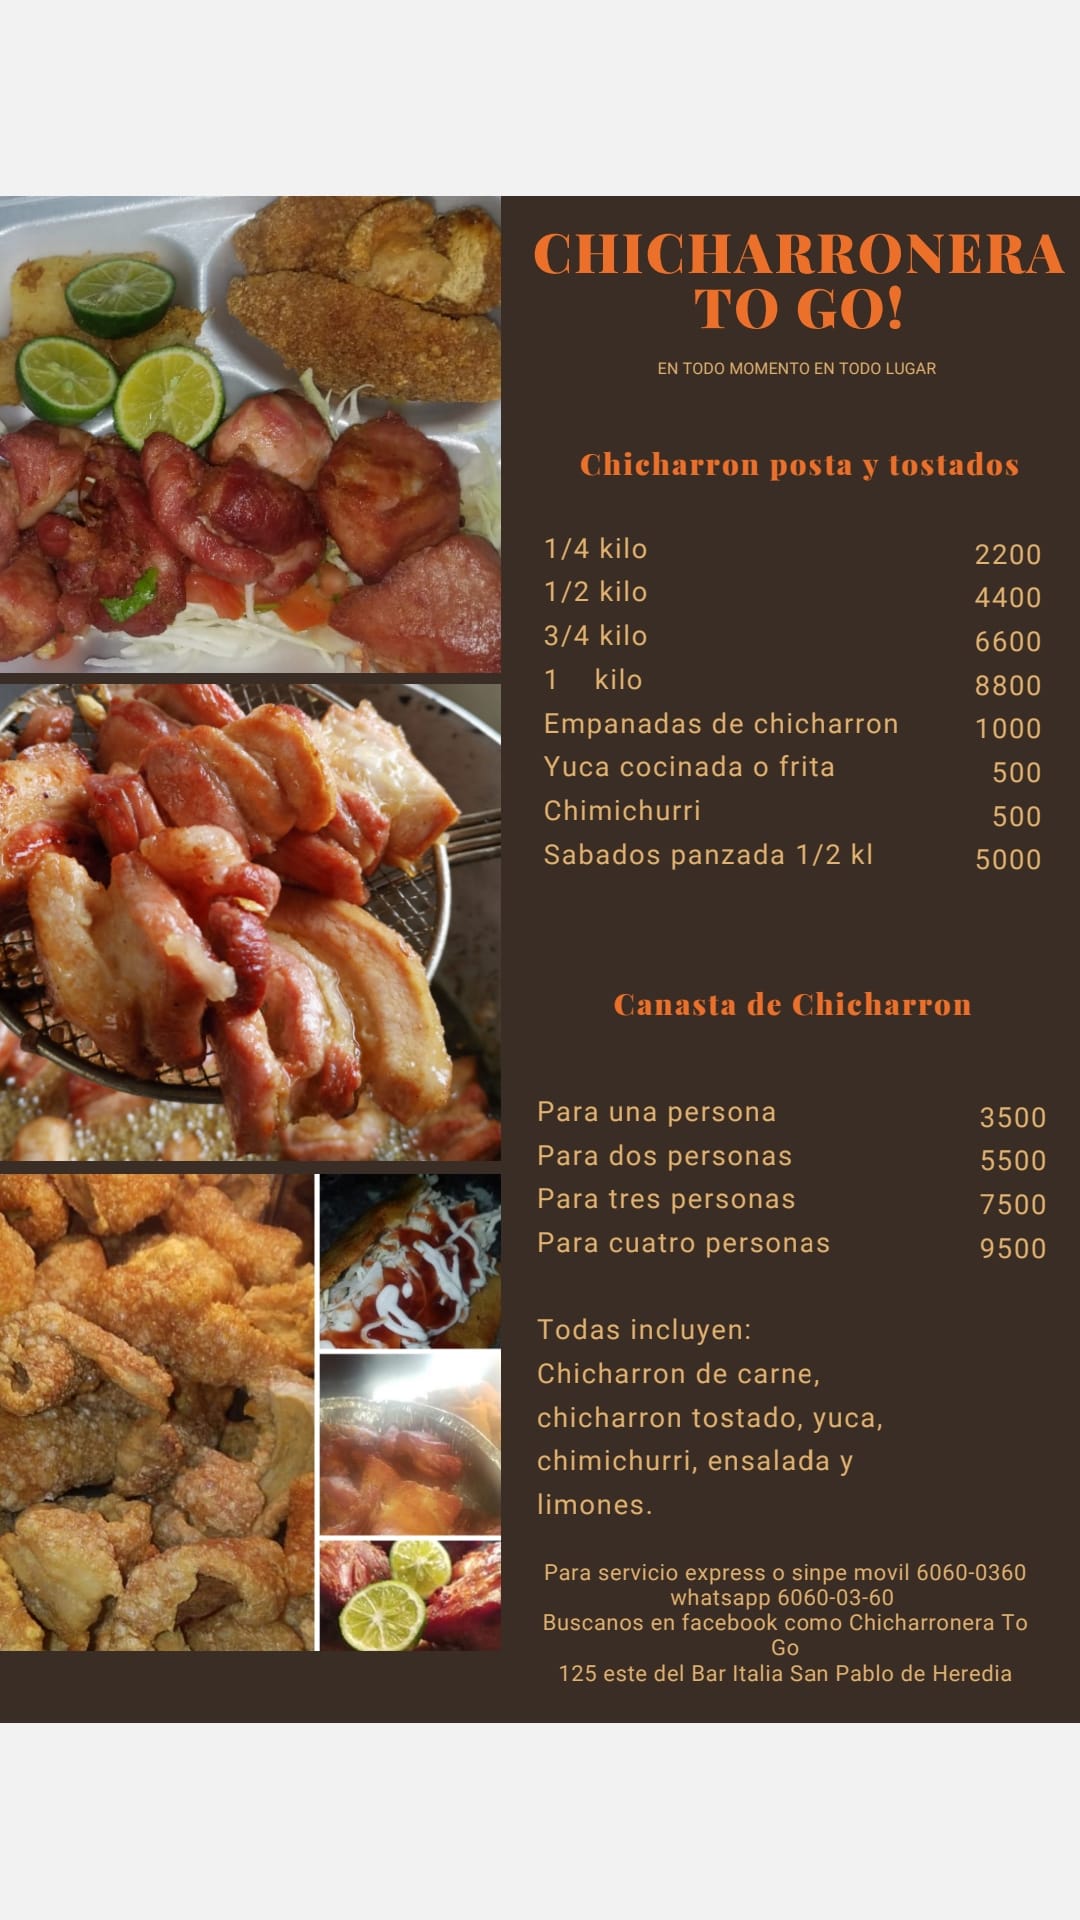 CHICHARRONERA
TO GO!
EN TODO MOMENTO EN TODO LUGAR
Chicharron posta y tostados
1/4 kilo 2200
1/2 kilo 4400
3/4 kilo 6600
1 kilo 8800
Empanadas de chicharron 1000
Yuca cocinada o frita 500
Chimichurri 500
Sabados panzada 1/2 kl 5000
Canasta de Chicharron
Para una persona 3500
Para dos personas 5500
Para tres personas 7500
Para cuatro personas 9500
Todas incluyen:
Chicharron de carne,
chicharron tostado, yuca,
chimichurri, ensalada y
limones.
Para servicio express o sinpe movil 6060-0360
whatsapp 6060-03-60
Buscanos en facebook como Chicharronera To
Go
125 este del Bar Italia San Pablo de Heredia